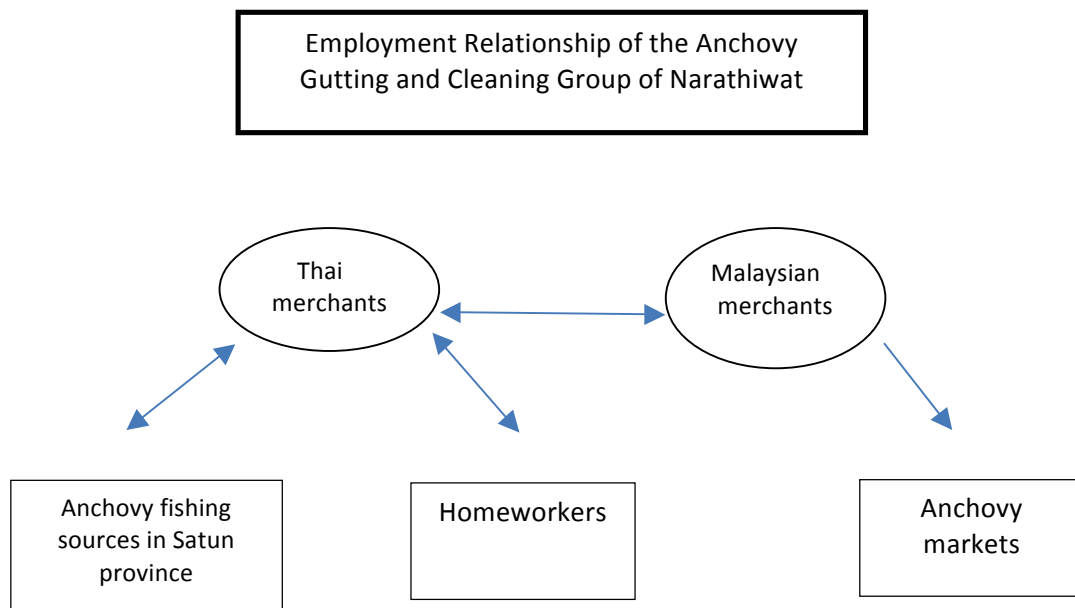 Employment Relationship of the Anchovy
Gutting and Cleaning Group of Narathiwat
Thai
merchants
Malaysian
merchants
Anchovy fishing
sources in Satun
province
Homeworkers
Anchovy
markets